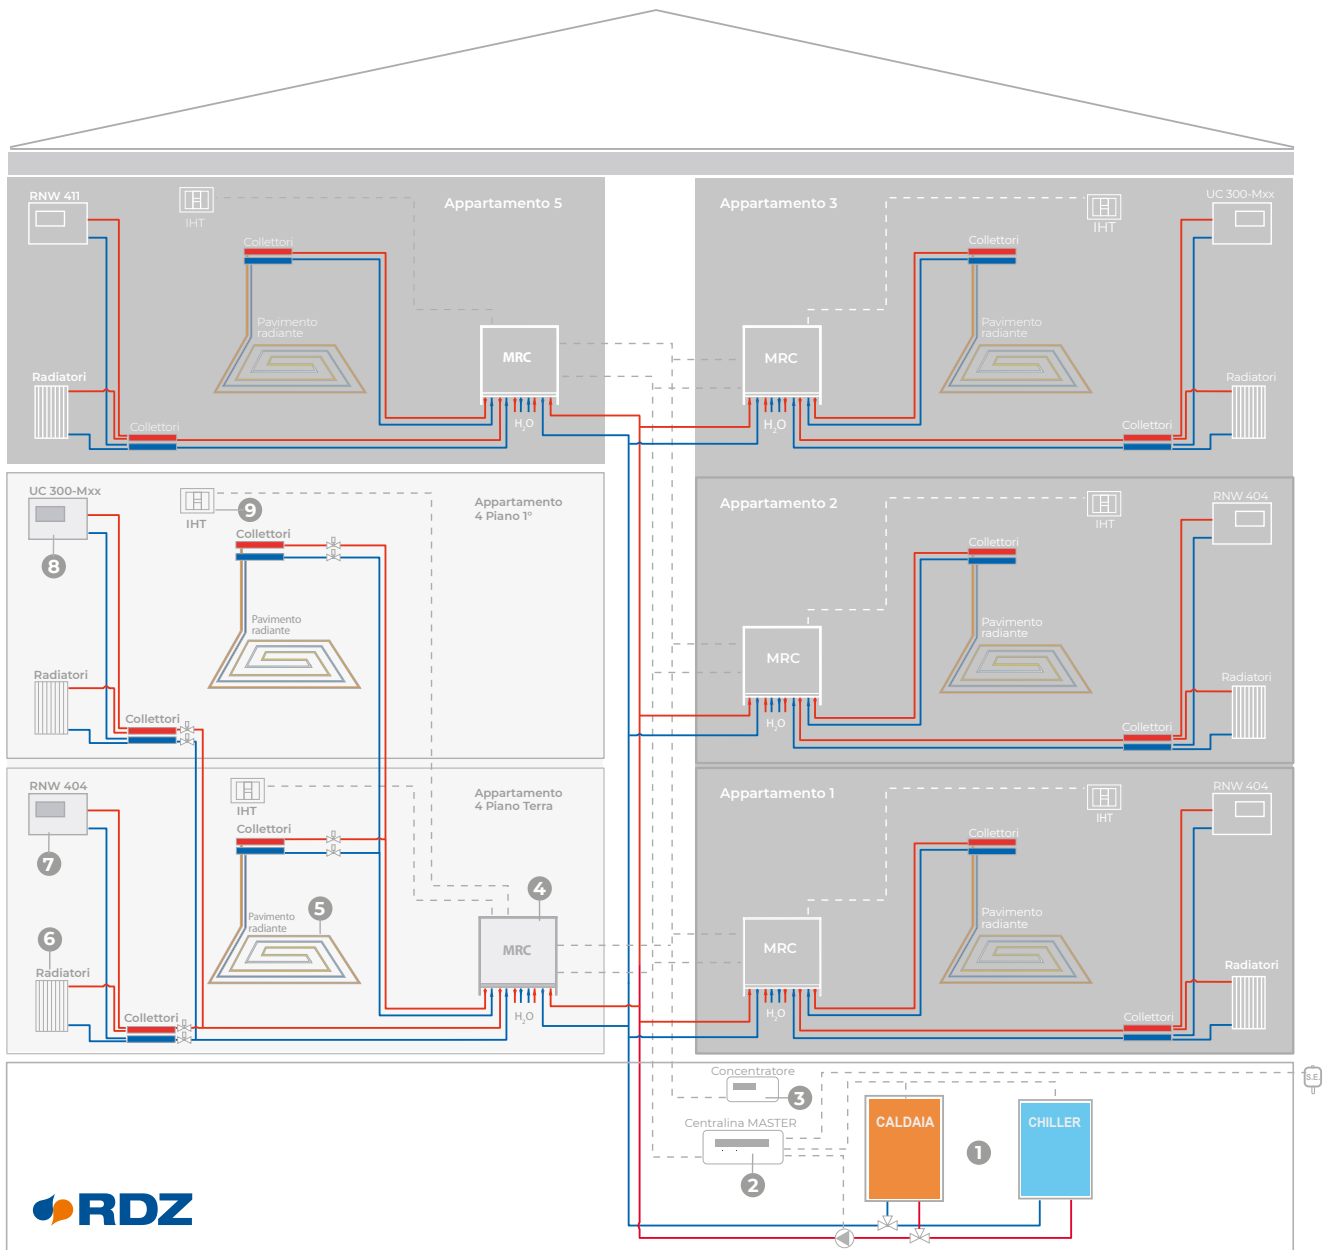 RNW 411
IHT
Appartamento 5
Collettori
Pavimento
radiante
MRC
Radiatori
Collettori
H₂O
Appartamento 3
IHT
UC 300-Mxx
Collettori
Pavimento
radiante
MRC
Radiatori
Collettori
H₂O
UC 300-Mxx
IHT
9
Appartamento
4 Piano 1°
Collettori
8
Pavimento
radiante
Radiatori
Collettori
Appartamento 2
IHT
RNW 404
Collettori
Pavimento
radiante
MRC
Radiatori
Collettori
H₂O
RNW 404
IHT
Appartamento
4 Piano Terra
Collettori
7
4
5
Pavimento
radiante
6
MRC
Radiatori
Collettori
H₂O
Appartamento 1
IHT
RNW 404
Collettori
Pavimento
radiante
MRC
Radiatori
Collettori
H₂O
Concentratore
3
S.E.
Centralina MASTER
2
CALDAIA
1
CHILLER
RDZ